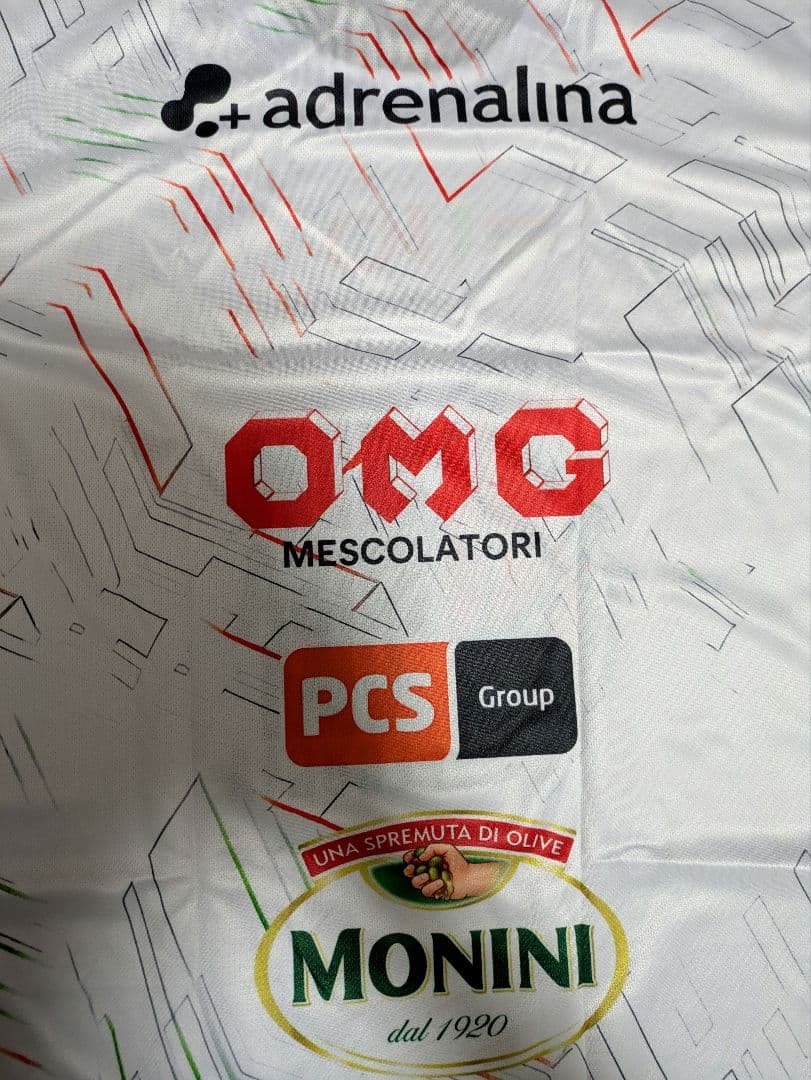 +adrenalina
OMG
MESCOLATORI
PCS Group
UNA SPREMUTA DI OLIVE
MONINI
dal 1920